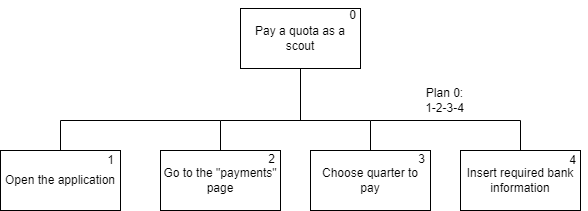 0
Pay a quota as a
scout
Plan 0:
1-2-3-4
1
Open the application
2
Go to the "payments"
page
3
Choose quarter to
pay
4
Insert required bank
information